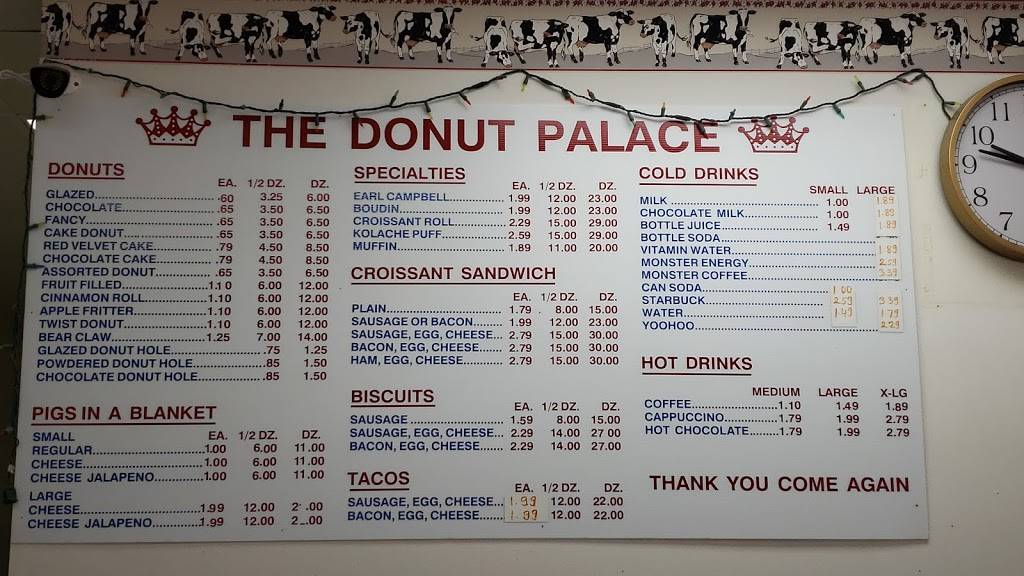 THE DONUT PALACE
DONUTS
EA. 1/2 DZ. DZ.
GLAZED .60 3.25 6.00
CHOCOLATE .65 3.50 6.50
FANCY .65 3.50 6.50
CAKE DONUT .65 3.50 6.50
RED VELVET CAKE .79 4.50 8.50
CHOCOLATE CAKE .79 4.50 8.50
ASSORTED DONUT .65 3.50 6.50
FRUIT FILLED 1.10 6.00 12.00
CINNAMON ROLL 1.10 6.00 12.00
APPLE FRITTER 1.10 6.00 12.00
TWIST DONUT 1.10 6.00 12.00
BEAR CLAW 1.25 7.00 14.00
GLAZED DONUT HOLE .75 1.25
POWDERED DONUT HOLE .85 1.50
CHOCOLATE DONUT HOLE .85 1.50
PIGS IN A BLANKET
SMALL EA. 1/2 DZ. DZ.
REGULAR 1.00 6.00 11.00
CHEESE 1.00 6.00 11.00
CHEESE JALAPENO 1.00 6.00 11.00
LARGE
CHEESE 1.99 12.00
CHEESE JALAPENO 1.99 12.00
SPECIALTIES
EA. 1/2 DZ. DZ.
EARL CAMPBELL 1.99 12.00 23.00
BOUDIN 1.99 12.00 23.00
CROISSANT ROLL 2.29 15.00 29.00
KOLACHE PUFF 2.59 15.00 29.00
MUFFIN 1.89 11.00 20.00
CROISSANT SANDWICH
EA. 1/2 DZ. DZ.
PLAIN 1.79 8.00 15.00
SAUSAGE OR BACON 1.99 12.00 23.00
SAUSAGE, EGG, CHEESE 2.79 15.00 30.00
BACON, EGG, CHEESE 2.79 15.00 30.00
HAM, EGG, CHEESE 2.79 15.00 30.00
BISCUITS
EA. 1/2 DZ. DZ.
SAUSAGE 1.59 8.00 15.00
SAUSAGE, EGG, CHEESE 2.29 14.00 27.00
BACON, EGG, CHEESE 2.29 14.00 27.00
TACOS
EA. 1/2 DZ. DZ.
SAUSAGE, EGG, CHEESE 1.99 12.00 22.00
BACON, EGG, CHEESE 1.99 12.00 22.00
COLD DRINKS
SMALL LARGE
MILK 1.00 1.89
CHOCOLATE MILK 1.00 1.89
BOTTLE JUICE 1.49 1.89
BOTTLE SODA
VITAMIN WATER 1.89
MONSTER ENERGY 2.59
MONSTER COFFEE 3.39
CAN SODA 1.00
STARBUCK 2.59 3.39
WATER 1.49 1.79
YOOHOO 2.29
HOT DRINKS
MEDIUM LARGE X-LG
COFFEE 1.10 1.49 1.89
CAPPUCCINO 1.79 1.99 2.79
HOT CHOCOLATE 1.79 1.99 2.79
THANK YOU COME AGAIN
11
10
9
8
7